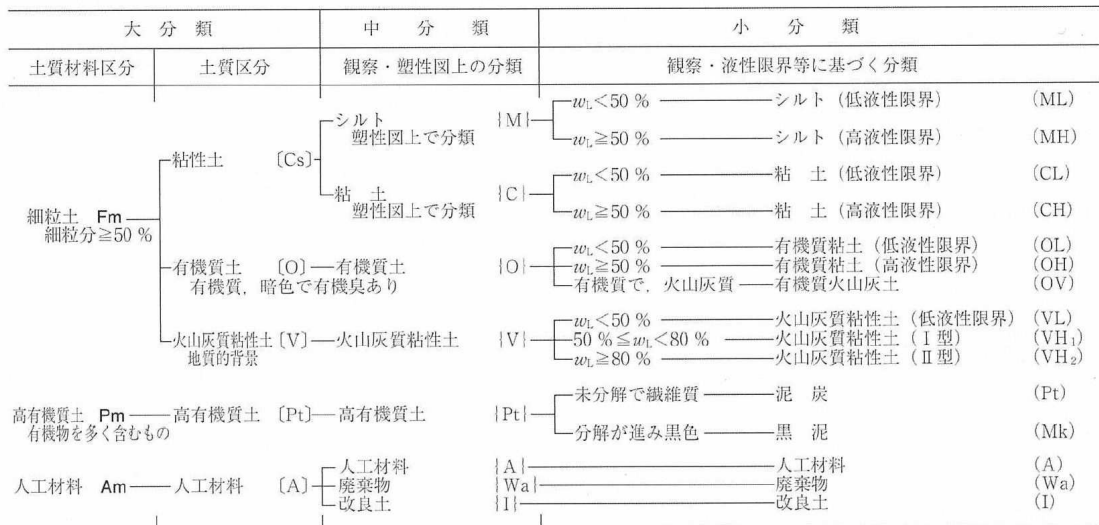 大 分 類 中 分 類 小 分 類
土質材料区分 土質区分 観察・塑性図上の分類 観察・液性限界等に基づく分類
wL<50 % シルト (低液性限界) (ML)
シルト {M}
塑性図上で分類
wL≧50 % シルト (高液性限界) (MH)
粘性土 〔Cs〕
wL<50 % 粘 土 (低液性限界) (CL)
粘 土 {C}
塑性図上で分類
wL≧50 % 粘 土 (高液性限界) (CH)
細粒土 Fm
細粒分≧50 %
wL<50 % 有機質粘土 (低液性限界) (OL)
有機質土 〔O〕 有機質土 {O} wL≧50 % 有機質粘土 (高液性限界) (OH)
有機質, 暗色で有機臭あり 有機質で, 火山灰質 有機質火山灰土 (OV)
wL<50 % 火山灰質粘性土 (低液性限界) (VL)
火山灰質粘性土 〔V〕 火山灰質粘性土 {V} 50 %≦wL<80 % 火山灰質粘性土 (Ⅰ型) (VH1)
地質的背景 wL≧80 % 火山灰質粘性土 (Ⅱ型) (VH2)
未分解で繊維質 泥 炭 (Pt)
高有機質土 Pm 高有機質土 〔Pt〕 高有機質土 {Pt}
有機物を多く含むもの 分解が進み黒色 黒 泥 (Mk)
人工材料 {A} 人工材料 (A)
人工材料 Am 人工材料 〔A〕 廃棄物 {Wa} 廃棄物 (Wa)
改良土 {I} 改良土 (I)